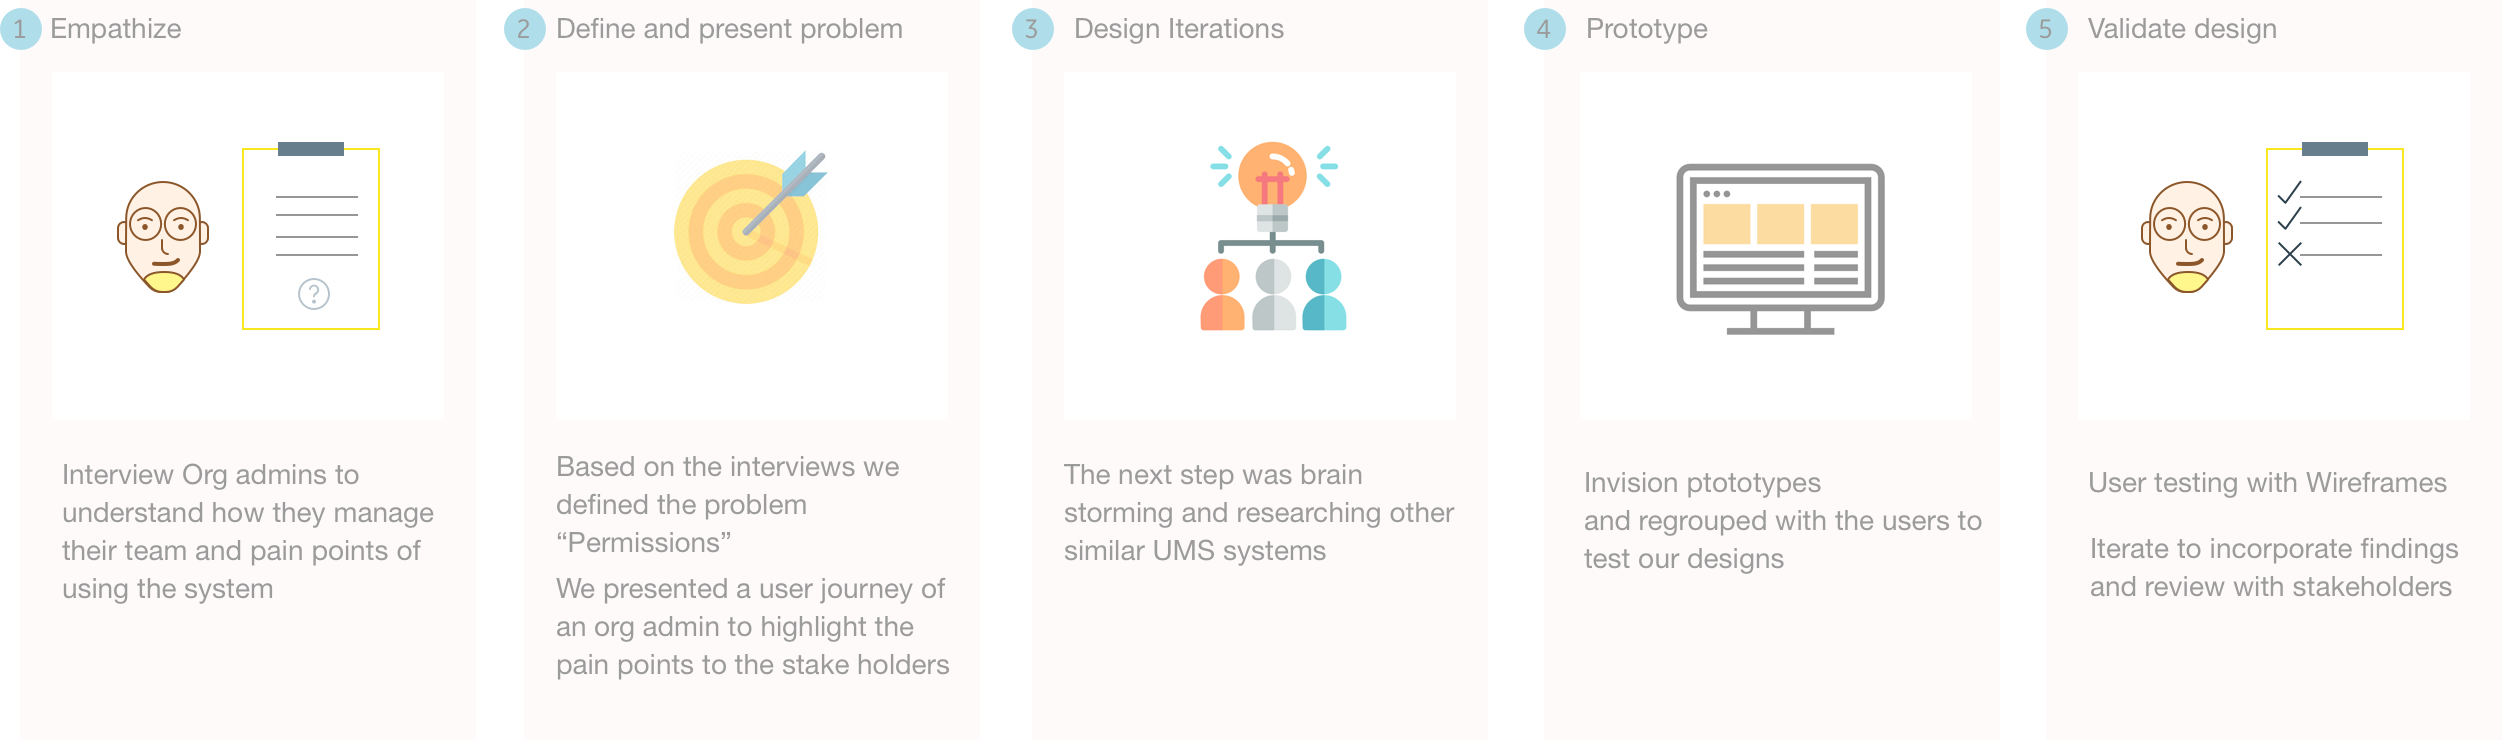 1 Empathize
Interview Org admins to
understand how they manage
their team and pain points of
using the system
2 Define and present problem
Based on the interviews we
defined the problem
“Permissions”
We presented a user journey of
an org admin to highlight the
pain points to the stake holders
3 Design Iterations
The next step was brain
storming and researching other
similar UMS systems
4 Prototype
Invision ptototypes
and regrouped with the users to
test our designs
5 Validate design
User testing with Wireframes
Iterate to incorporate findings
and review with stakeholders